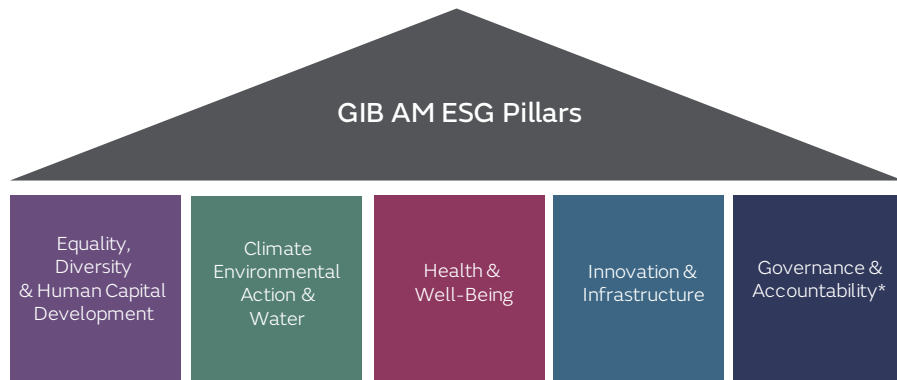 GIB AM ESG Pillars
Equality,
Diversity
& Human Capital
Development
Climate
Environmental
Action &
Water
Health &
Well-Being
Innovation &
Infrastructure
Governance &
Accountability*